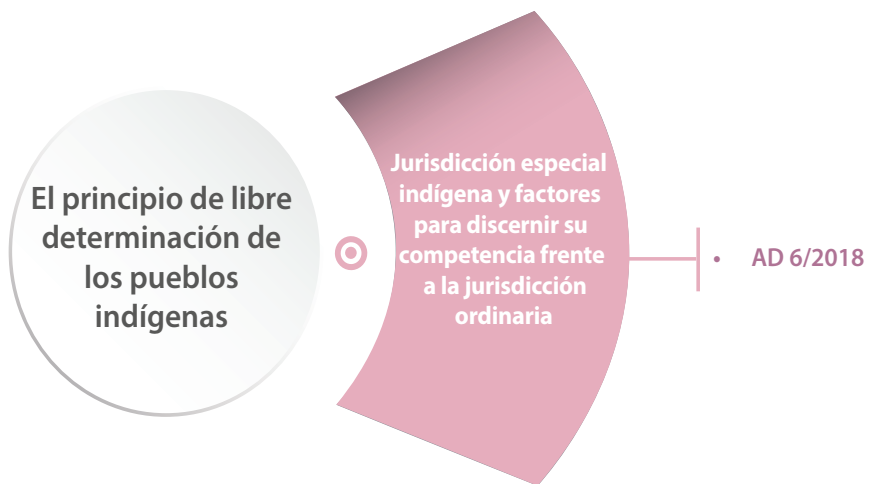 El principio de libre
determinación de
los pueblos
indígenas
Jurisdicción especial
indígena y factores
para discernir su
competencia frente
a la jurisdicción
ordinaria
• AD 6/2018